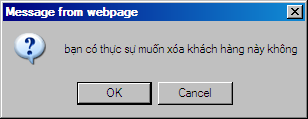 Message from webpage
bạn có thực sự muốn xóa khách hàng này không
OK
Cancel